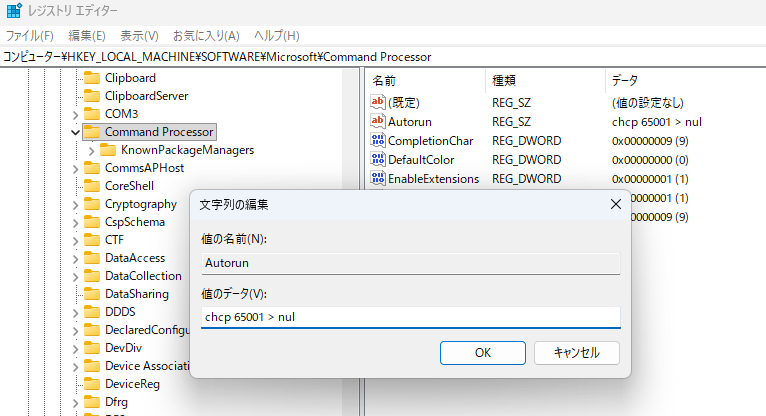 レジストリ エディター
ファイル(F) 編集(E) 表示(V) お気に入り(A) ヘルプ(H)
コンピューター¥HKEY_LOCAL_MACHINE¥SOFTWARE¥Microsoft¥Command Processor
Clipboard
ClipboardServer
COM3
Command Processor
KnownPackageManagers
CommsAPHost
CoreShell
Cryptography
CspSchema
CTF
DataAccess
DataCollection
DataSharing
DDDS
DeclaredConfigu
DevDiv
Device Associati
DeviceReg
Dfrg
名前 種類 データ
(既定) REG_SZ (値の設定なし)
Autorun REG_SZ chcp 65001 > nul
CompletionChar REG_DWORD 0x00000009 (9)
DefaultColor REG_DWORD 0x00000000 (0)
EnableExtensions REG_DWORD 0x00000001 (1)
0000001 (1)
0000009 (9)
文字列の編集
値の名前(N):
Autorun
値のデータ(V):
chcp 65001 > nul
OK キャンセル